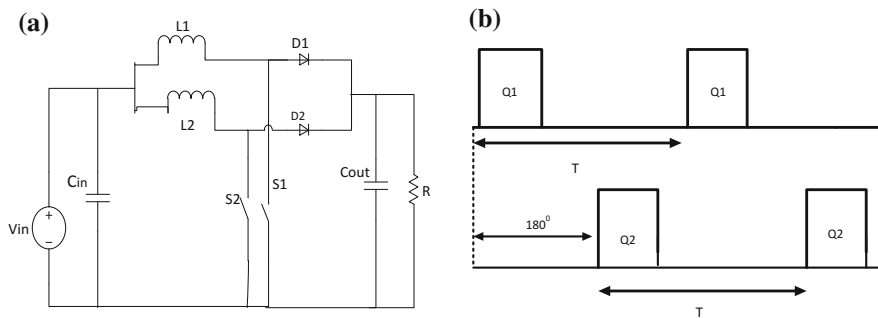 (a)
L1
D1
L2
D2
Cin
S2
S1
Cout
R
Vin
+
−
(b)
Q1
Q1
T
180⁰
Q2
Q2
T